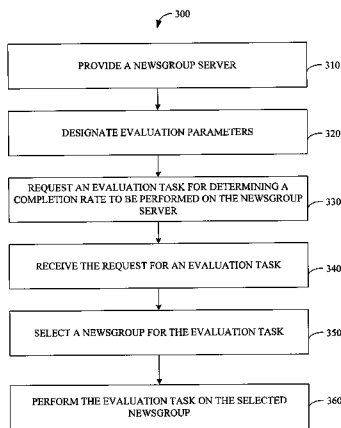 300
PROVIDE A NEWSGROUP SERVER
310
DESIGNATE EVALUATION PARAMETERS
320
REQUEST AN EVALUATION TASK FOR DETERMINING A
COMPLETION RATE TO BE PERFORMED ON THE NEWSGROUP
SERVER
330
RECEIVE THE REQUEST FOR AN EVALUATION TASK
340
SELECT A NEWSGROUP FOR THE EVALUATION TASK
350
PERFORM THE EVALUATION TASK ON THE SELECTED
NEWSGROUP
360